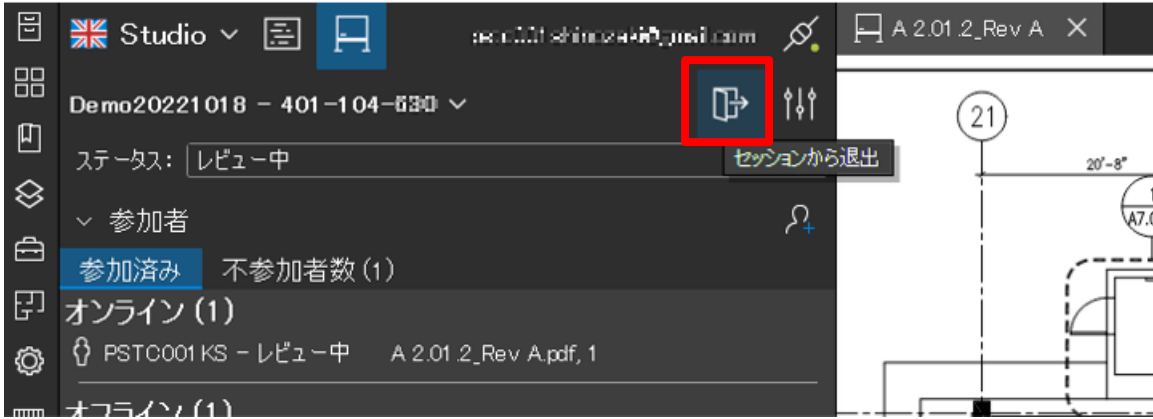 Studio
A 2.01.2_Rev A
Demo20221018 - 401-104-630
21
ステータス: レビュー中
セッションから退出
20'-8"
参加者
参加済み 不参加者数 (1)
オンライン (1)
PSTC001 KS - レビュー中 A 2.01.2_Rev A.pdf, 1
オフライン (1)